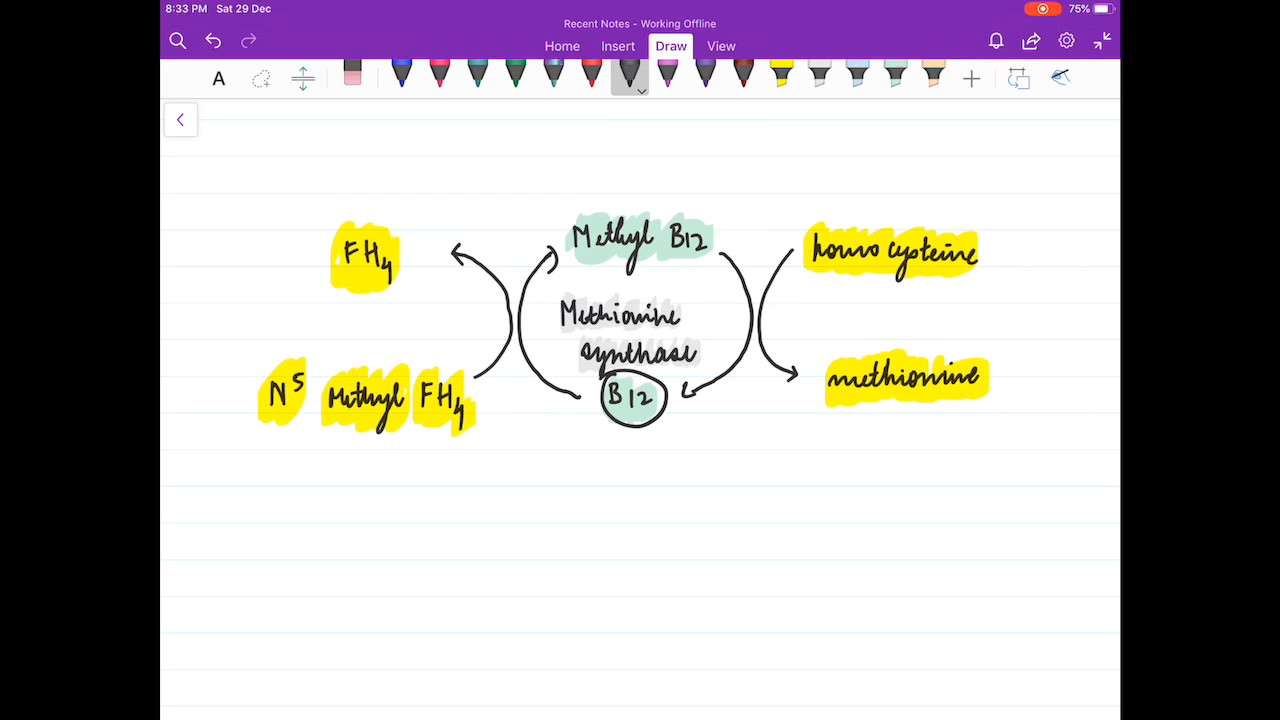 8:33 PM Sat 29 Dec
75%
Recent Notes - Working Offline
Home Insert Draw View
A
FH4
Methyl B12
homocysteine
Methionine
synthase
N5 Methyl FH4
B12
methionine